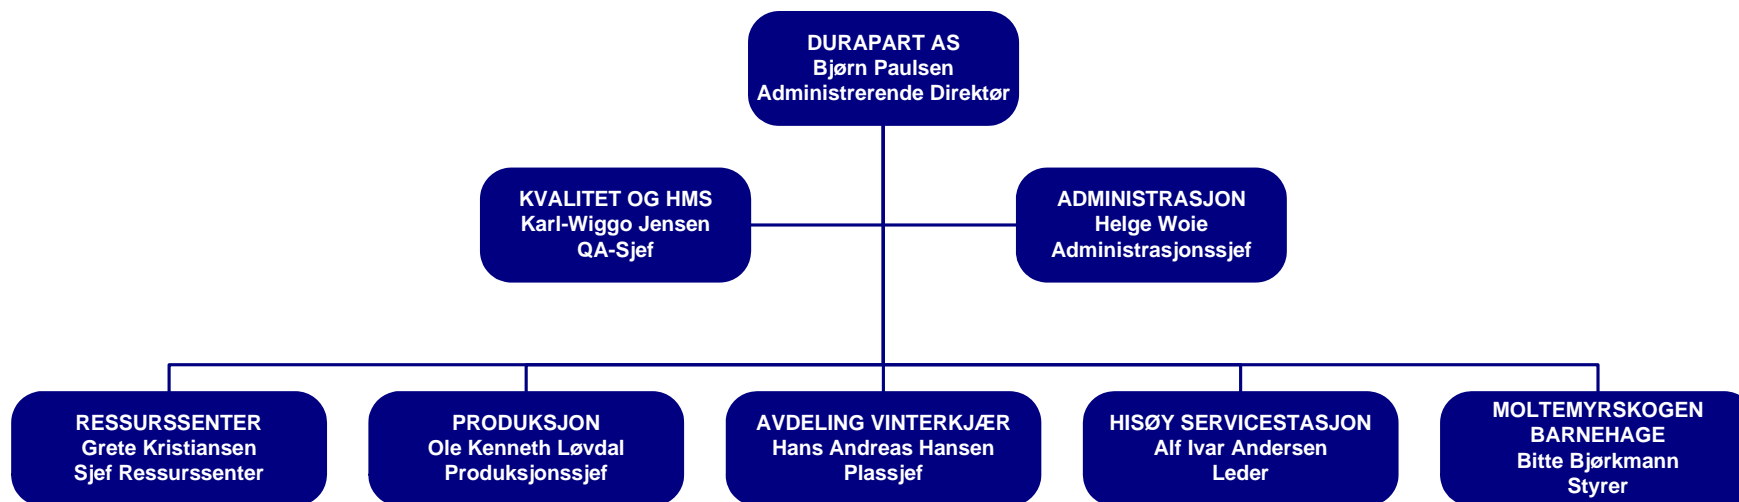 DURAPART AS
Bjørn Paulsen
Administrerende Direktør
KVALITET OG HMS
Karl-Wiggo Jensen
QA-Sjef
ADMINISTRASJON
Helge Woie
Administrasjonssjef
RESSURSSENTER
Grete Kristiansen
Sjef Ressurssenter
PRODUKSJON
Ole Kenneth Løvdal
Produksjonssjef
AVDELING VINTERKJÆR
Hans Andreas Hansen
Plassjef
HISØY SERVICESTASJON
Alf Ivar Andersen
Leder
MOLTEMYRSKOGEN
BARNEHAGE
Bitte Bjørkmann
Styrer